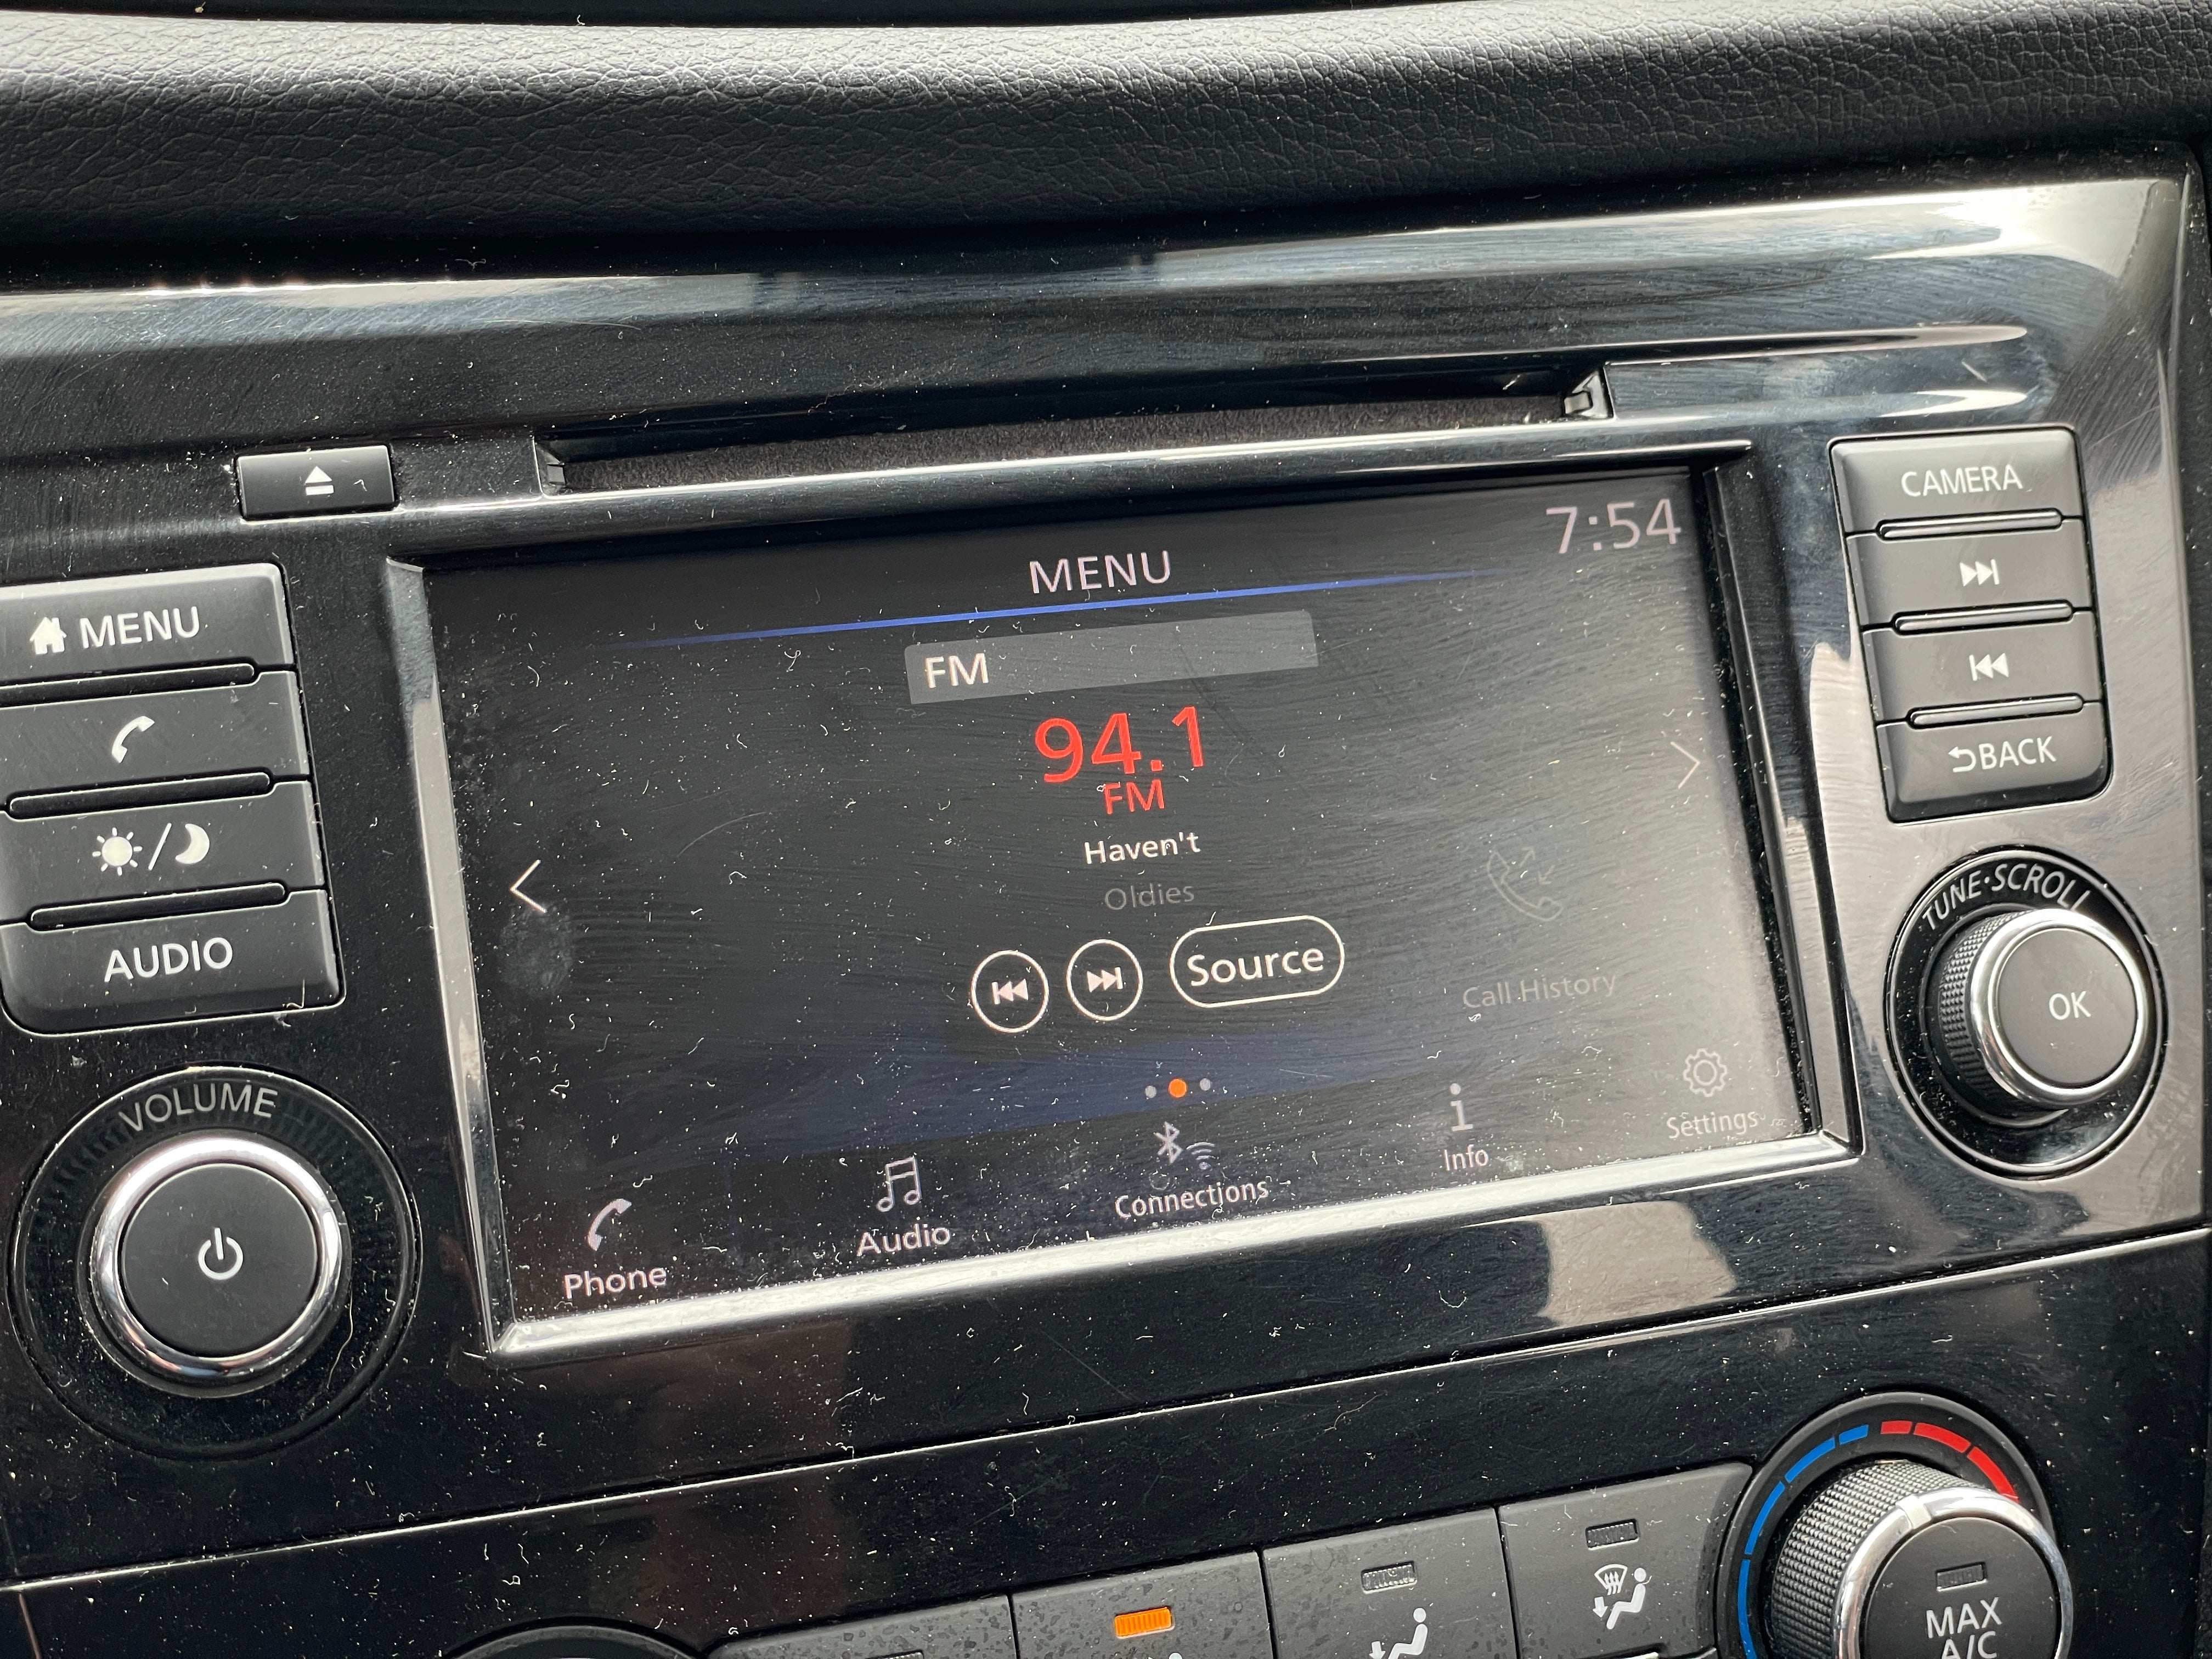 CAMERA
7:54
MENU
MENU
FM
94.1
FM
BACK
Haven't
Oldies
TUNE·SCROLL
AUDIO
Source
OK
Call History
VOLUME
Settings
Info
Connections
Audio
Phone
MAX
A/C